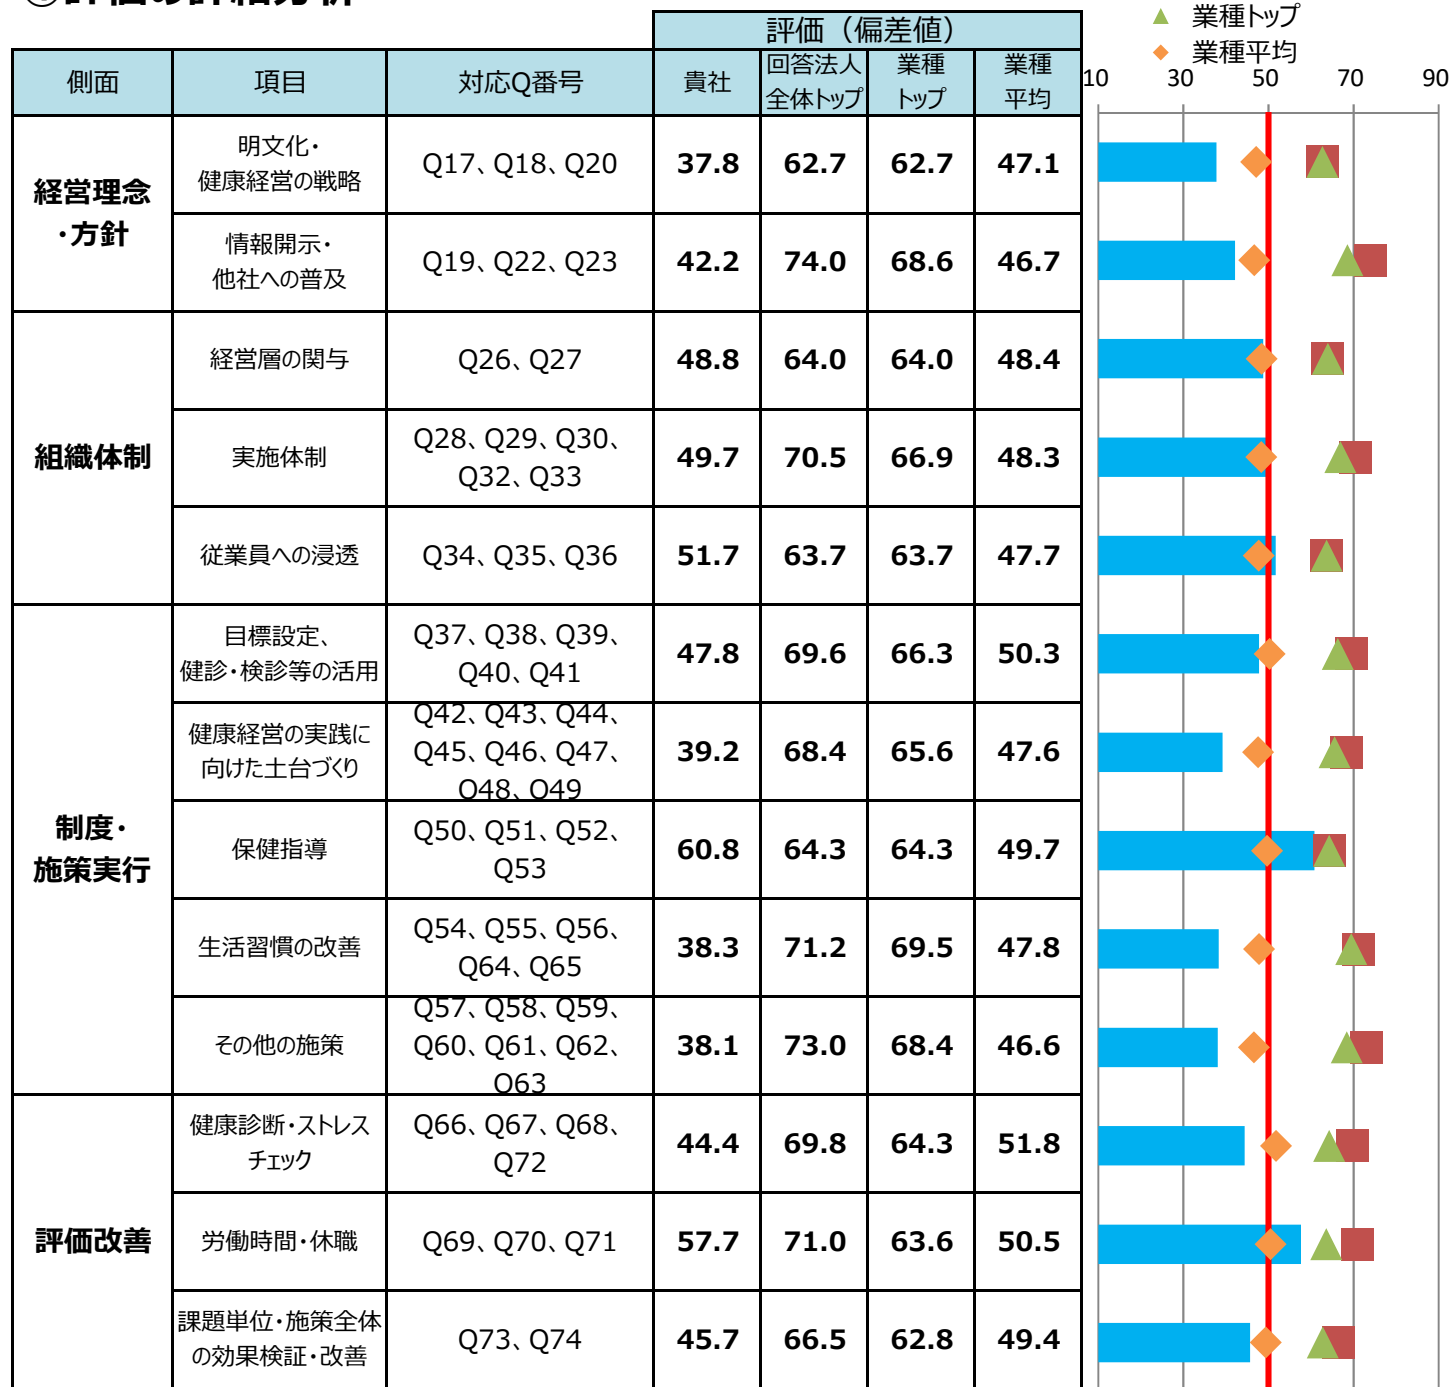 評価（偏差値）
▲ 業種トップ
◆ 業種平均
側面 項目 対応Q番号 貴社 回答法人 業種 業種
全体トップ トップ 平均
10 30 50 70 90
経営理念
・方針
明文化・
健康経営の戦略
Q17、Q18、Q20 37.8 62.7 62.7 47.1
情報開示・
他社への普及
Q19、Q22、Q23 42.2 74.0 68.6 46.7
組織体制
経営層の関与 Q26、Q27 48.8 64.0 64.0 48.4
実施体制
Q28、Q29、Q30、
Q32、Q33
49.7 70.5 66.9 48.3
従業員への浸透 Q34、Q35、Q36 51.7 63.7 63.7 47.7
制度・
施策実行
目標設定、
健診・検診等の活用
Q37、Q38、Q39、
Q40、Q41
47.8 69.6 66.3 50.3
健康経営の実践に
向けた土台づくり
Q42、Q43、Q44、
Q45、Q46、Q47、
Q48、Q49
39.2 68.4 65.6 47.6
保健指導
Q50、Q51、Q52、
Q53
60.8 64.3 64.3 49.7
生活習慣の改善
Q54、Q55、Q56、
Q64、Q65
38.3 71.2 69.5 47.8
その他の施策
Q57、Q58、Q59、
Q60、Q61、Q62、
Q63
38.1 73.0 68.4 46.6
評価改善
健康診断・ストレス
チェック
Q66、Q67、Q68、
Q72
44.4 69.8 64.3 51.8
労働時間・休職 Q69、Q70、Q71 57.7 71.0 63.6 50.5
課題単位・施策全体
の効果検証・改善
Q73、Q74 45.7 66.5 62.8 49.4